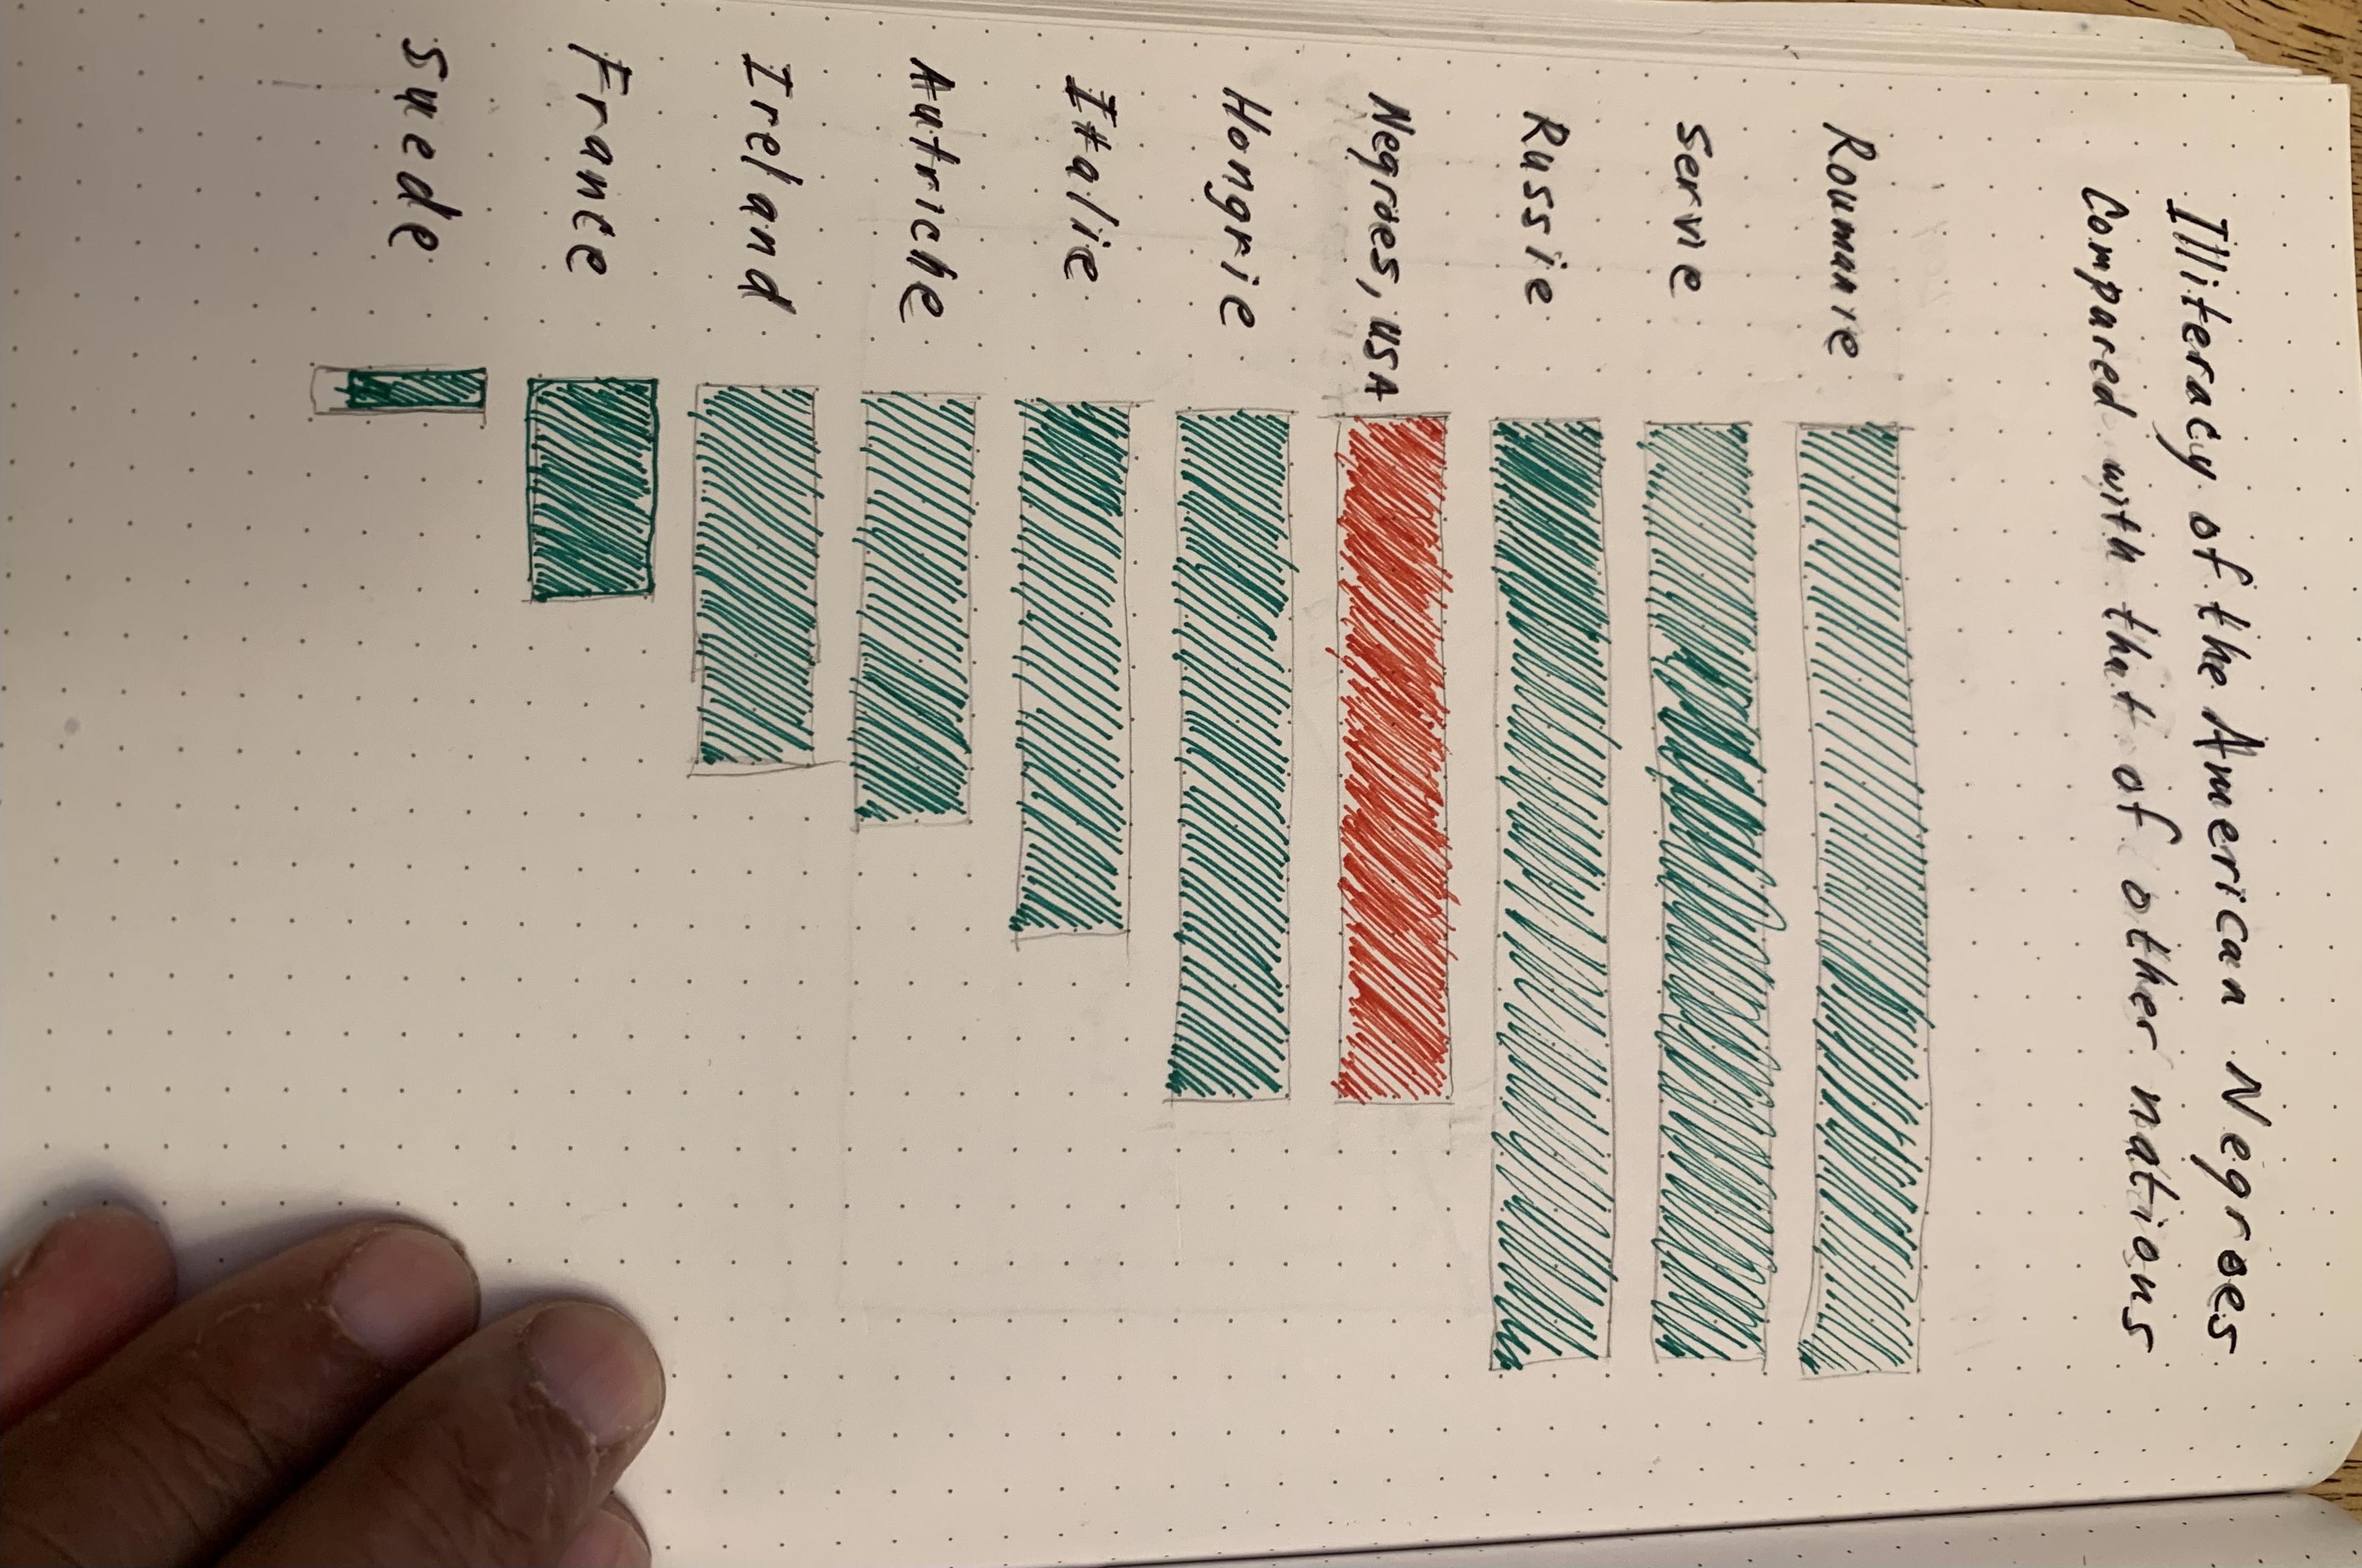 Illiteracy of the American Negroes
Compared with that of other nations
Roumanie
Servie
Russie
Negroes, USA
Hongrie
Italie
Autriche
Ireland
France
Suede